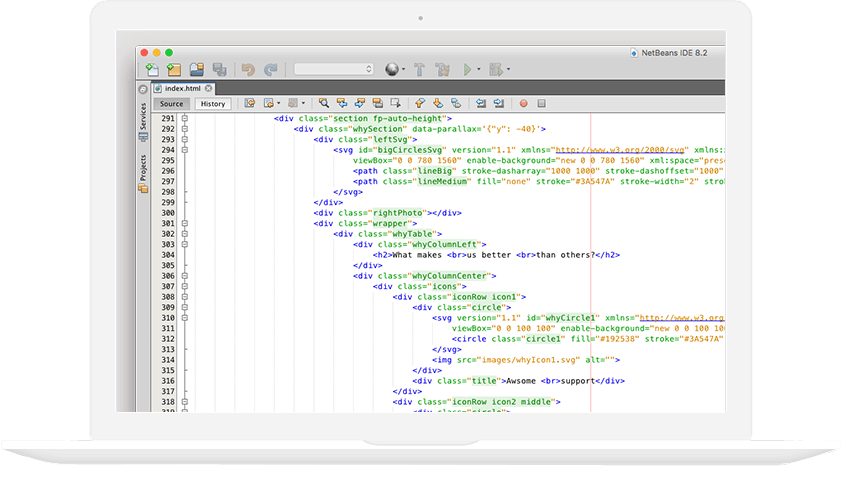 NetBeans IDE 8.2
index.html
Source History
Services
Projects
291 <div class="section fp-auto-height">
292 <div class="whySection" data-parallax='{"y": -40}'>
293 <div class="leftSvg">
294 <svg id="bigCirclesSvg" version="1.1" xmlns="http://www.w3.org/2000/svg" xmlns:
295 viewBox="0 0 780 1560" enable-background="new 0 0 780 1560" xml:space="pres
296 <path class="lineBig" stroke-dasharray="1000 1000" stroke-dashoffset="1000"
297 <path class="lineMedium" fill="none" stroke="#3A547A" stroke-width="2" strok
298 </svg>
299 </div>
300 <div class="rightPhoto"></div>
301 <div class="wrapper">
302 <div class="whyTable">
303 <div class="whyColumnLeft">
304 <h2>What makes <br>us better <br>than others?</h2>
305 </div>
306 <div class="whyColumnCenter">
307 <div class="icons">
308 <div class="iconRow icon1">
309 <div class="circle">
310 <svg version="1.1" id="whyCircle1" xmlns="http://www.w3.org
311 viewBox="0 0 100 100" enable-background="new 0 0 100 100
312 <circle class="circle1" fill="#192538" stroke="#3A547A"
313 </svg>
314 <img src="images/whyIcon1.svg" alt="">
315 </div>
316 <div class="title">Awsome <br>support</div>
317 </div>
318 <div class="iconRow icon2 middle">
319 <div class="circle">